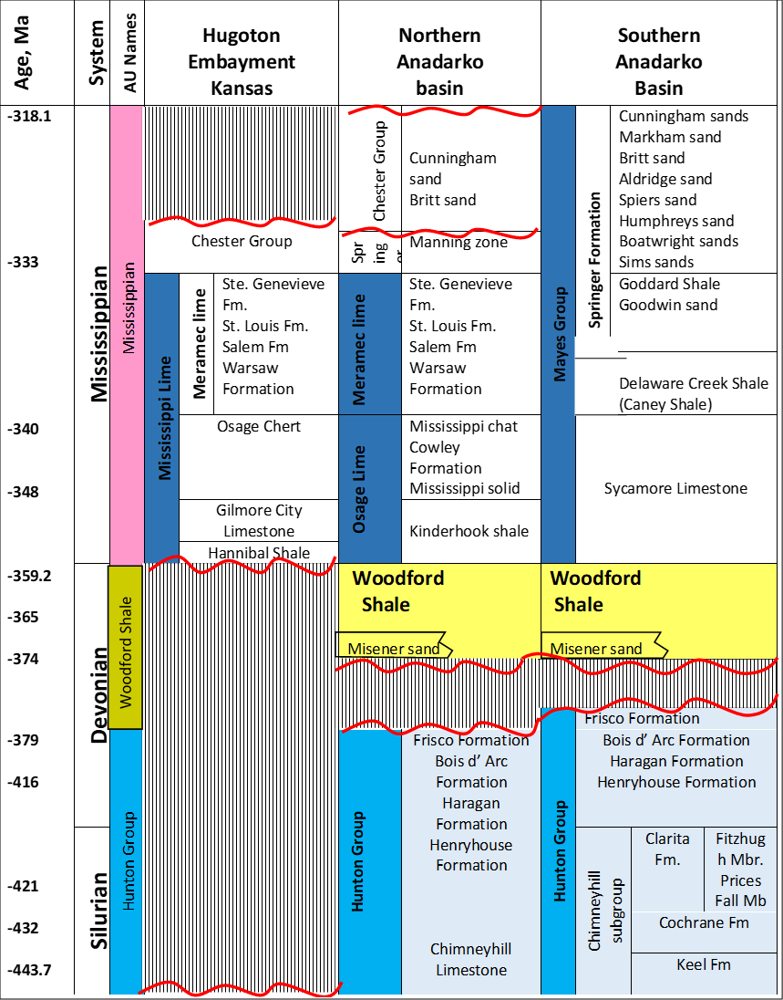 Age, Ma
System
AU Names
Hugoton
Embayment
Kansas
Northern
Anadarko
basin
Southern
Anadarko
Basin
-318.1
-333
-340
-348
-359.2
-365
-374
-379
-416
-421
-432
-443.7
Mississippian
Devonian
Silurian
Mississippian
Woodford Shale
Hunton Group
Chester Group
Mississippi Lime
Meramec lime
Ste. Genevieve
Fm.
St. Louis Fm.
Salem Fm
Warsaw
Formation
Osage Chert
Gilmore City
Limestone
Hannibal Shale
Chester Group
Cunningham
sand
Britt sand
Spr
ing
Manning zone
Meramec lime
Ste. Genevieve
Fm.
St. Louis Fm.
Salem Fm
Warsaw
Formation
Osage Lime
Mississippi chat
Cowley
Formation
Mississippi solid
Kinderhook shale
Woodford
Shale
Misener sand
Hunton Group
Frisco Formation
Bois d’ Arc
Formation
Haragan
Formation
Henryhouse
Formation
Chimneyhill
Limestone
Mayes Group
Springer Formation
Cunningham sands
Markham sand
Britt sand
Aldridge sand
Spiers sand
Humphreys sand
Boatwright sands
Sims sands
Goddard Shale
Goodwin sand
Delaware Creek Shale
(Caney Shale)
Sycamore Limestone
Woodford
Shale
Misener sand
Hunton Group
Frisco Formation
Bois d’ Arc Formation
Haragan Formation
Henryhouse Formation
Chimneyhill
subgroup
Clarita
Fm.
Fitzhug
h Mbr.
Prices
Fall Mb
Cochrane Fm
Keel Fm